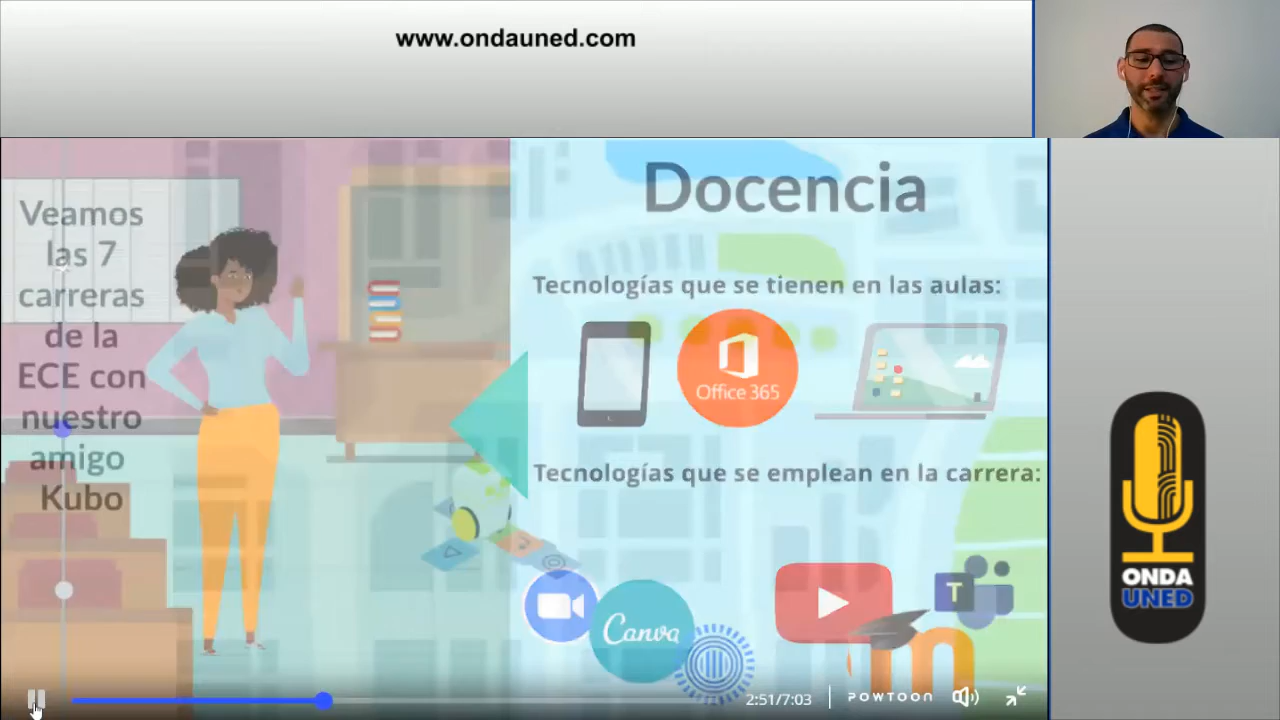 www.ondauned.com
Veamos
las 7
carreras
de la
ECE con
nuestro
amigo
Kubo
Docencia
Tecnologías que se tienen en las aulas:
Office 365
Tecnologías que se emplean en la carrera:
Canva
T
m
ONDA
UNED
2:51/7:03
POWTOON